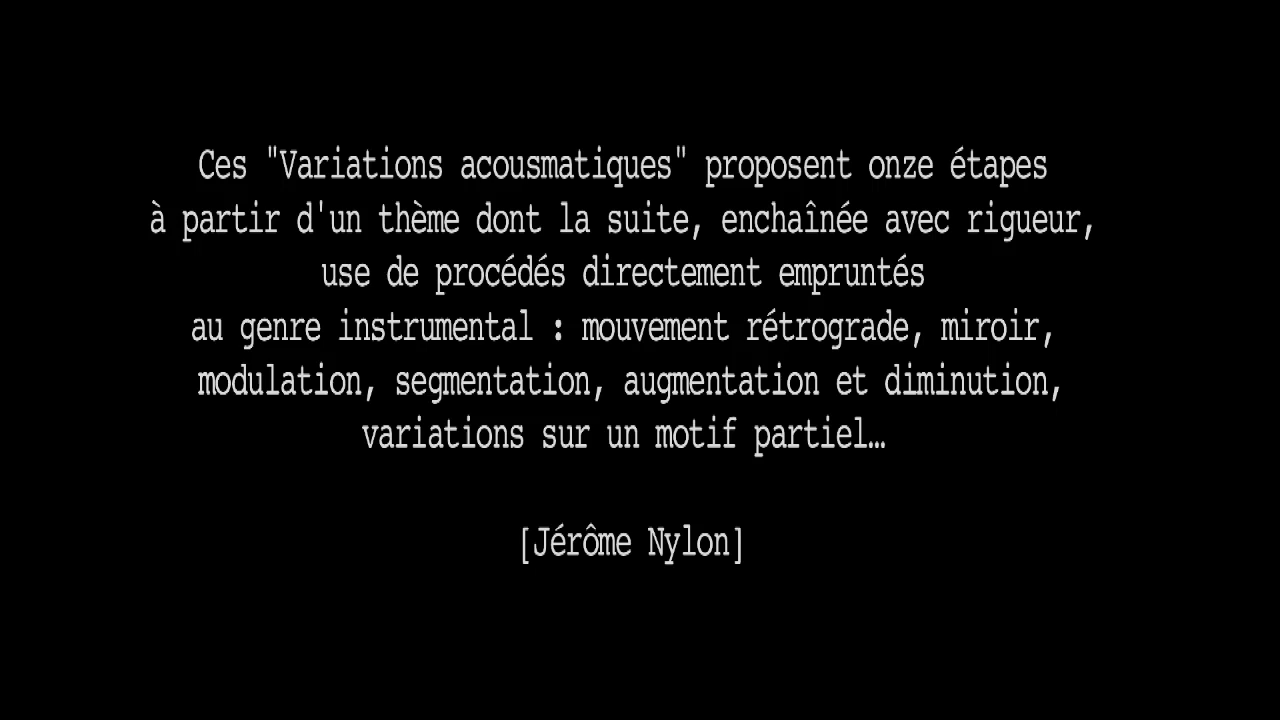 Ces "Variations acousmatiques" proposent onze étapes
à partir d'un thème dont la suite, enchaînée avec rigueur,
use de procédés directement empruntés
au genre instrumental : mouvement rétrograde, miroir,
modulation, segmentation, augmentation et diminution,
variations sur un motif partiel…
[Jérôme Nylon]